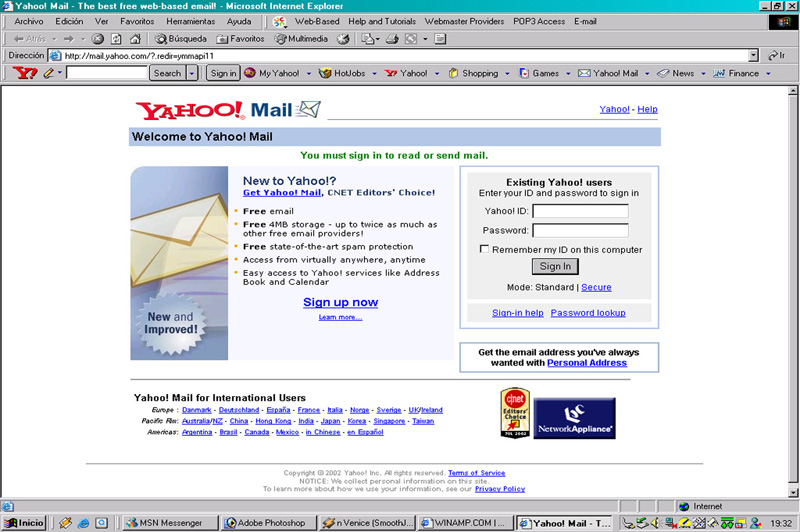 Yahoo! Mail - The best free web-based email! - Microsoft Internet Explorer
Archivo Edición Ver Favoritos Herramientas Ayuda Web-Based Help and Tutorials Webmaster Providers POP3 Access E-mail
Atrás Búsqueda Favoritos Multimedia
Dirección http://mail.yahoo.com/?.redir=ymmapi11 Ir
Y! Search Sign in My Yahoo! HotJobs Yahoo! Shopping Games Yahoo! Mail News Finance
YAHOO! Mail
Yahoo! - Help
Welcome to Yahoo! Mail
You must sign in to read or send mail.
New and
Improved!
New to Yahoo!?
Get Yahoo! Mail, CNET Editors' Choice!
Free email
Free 4MB storage - up to twice as much as
other free email providers!
Free state-of-the-art spam protection
Access from virtually anywhere, anytime
Easy access to Yahoo! services like Address
Book and Calendar
Sign up now
Learn more...
Existing Yahoo! users
Enter your ID and password to sign in
Yahoo! ID:
Password:
Remember my ID on this computer
Sign In
Mode: Standard | Secure
Sign-in help Password lookup
Get the email address you've always
wanted with Personal Address
Yahoo! Mail for International Users
Europe : Danmark - Deutschland - España - France - Italia - Norge - Sverige - UK/Ireland
Pacific Rim: Australia/NZ - China - Hong Kong - India - Japan - Korea - Singapore - Taiwan
Americas: Argentina - Brasil - Canada - Mexico - in Chinese - en Español
c|net
Editors'
Choice
JUL 2002
NetworkAppliance®
Copyright © 2002 Yahoo! Inc. All rights reserved. Terms of Service
NOTICE: We collect personal information on this site.
To learn more about how we use your information, see our Privacy Policy
Internet
Inicio MSN Messenger Adobe Photoshop n Venice (SmoothJ... WINAMP.COM | ... Yahoo! Mail - T... 19:32